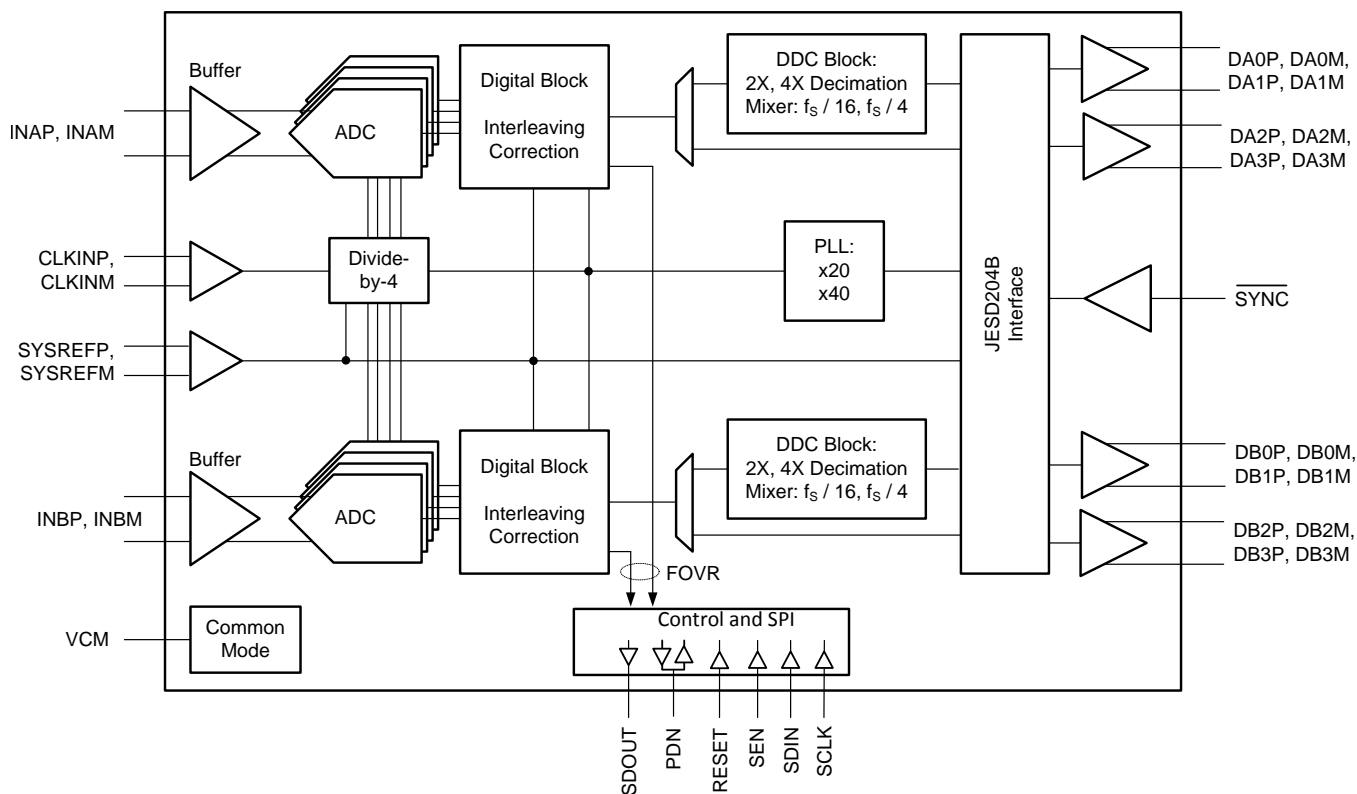 Buffer
INAP, INAM
ADC
Digital Block
Interleaving
Correction
DDC Block:
2X, 4X Decimation
Mixer: fS / 16, fS / 4
DA0P, DA0M,
DA1P, DA1M
DA2P, DA2M,
DA3P, DA3M
CLKINP,
CLKINM
Divide-
by-4
PLL:
x20
x40
JESD204B
Interface
SYNC
SYSREFP,
SYSREFM
Buffer
INBP, INBM
ADC
Digital Block
Interleaving
Correction
DDC Block:
2X, 4X Decimation
Mixer: fS / 16, fS / 4
DB0P, DB0M,
DB1P, DB1M
DB2P, DB2M,
DB3P, DB3M
FOVR
VCM
Common
Mode
Control and SPI
SDOUT
PDN
RESET
SEN
SDIN
SCLK